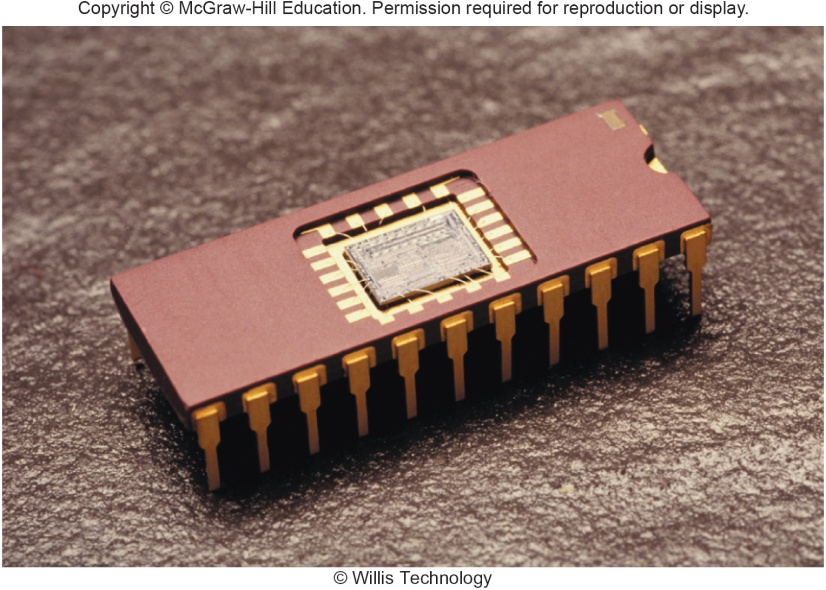 Copyright © McGraw-Hill Education. Permission required for reproduction or display.
© Willis Technology